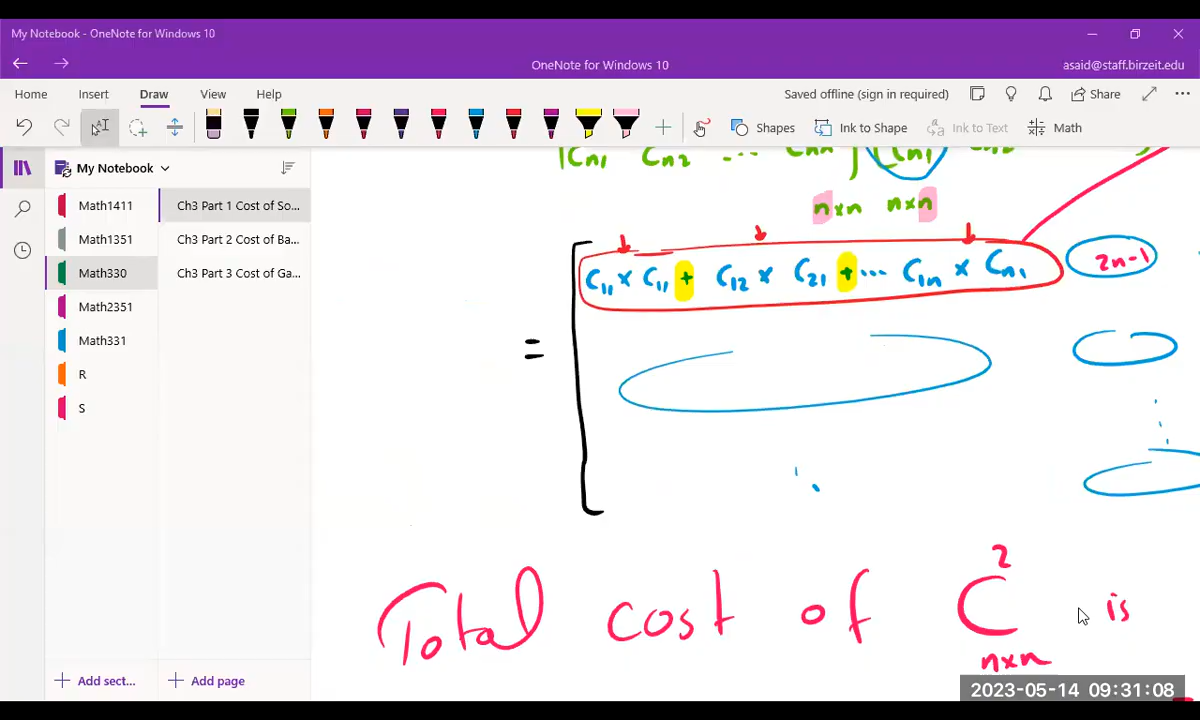 My Notebook - OneNote for Windows 10
OneNote for Windows 10
asaid@staff.birzeit.edu
Home Insert Draw View Help
Saved offline (sign in required)
Share
Shapes
Ink to Shape
Ink to Text
Math
My Notebook
Math1411
Math1351
Math330
Math2351
Math331
R
S
Ch3 Part 1 Cost of So...
Ch3 Part 2 Cost of Ba...
Ch3 Part 3 Cost of Ga...
Add sect...
Add page
Cn1 Cn2 ... Cnn Cn1
n×n n×n
C11 × C11 + C12 × C21 + ... C1n × Cn1
2n-1
=
Total cost of C² is
n×n
2023-05-14 09:31:08